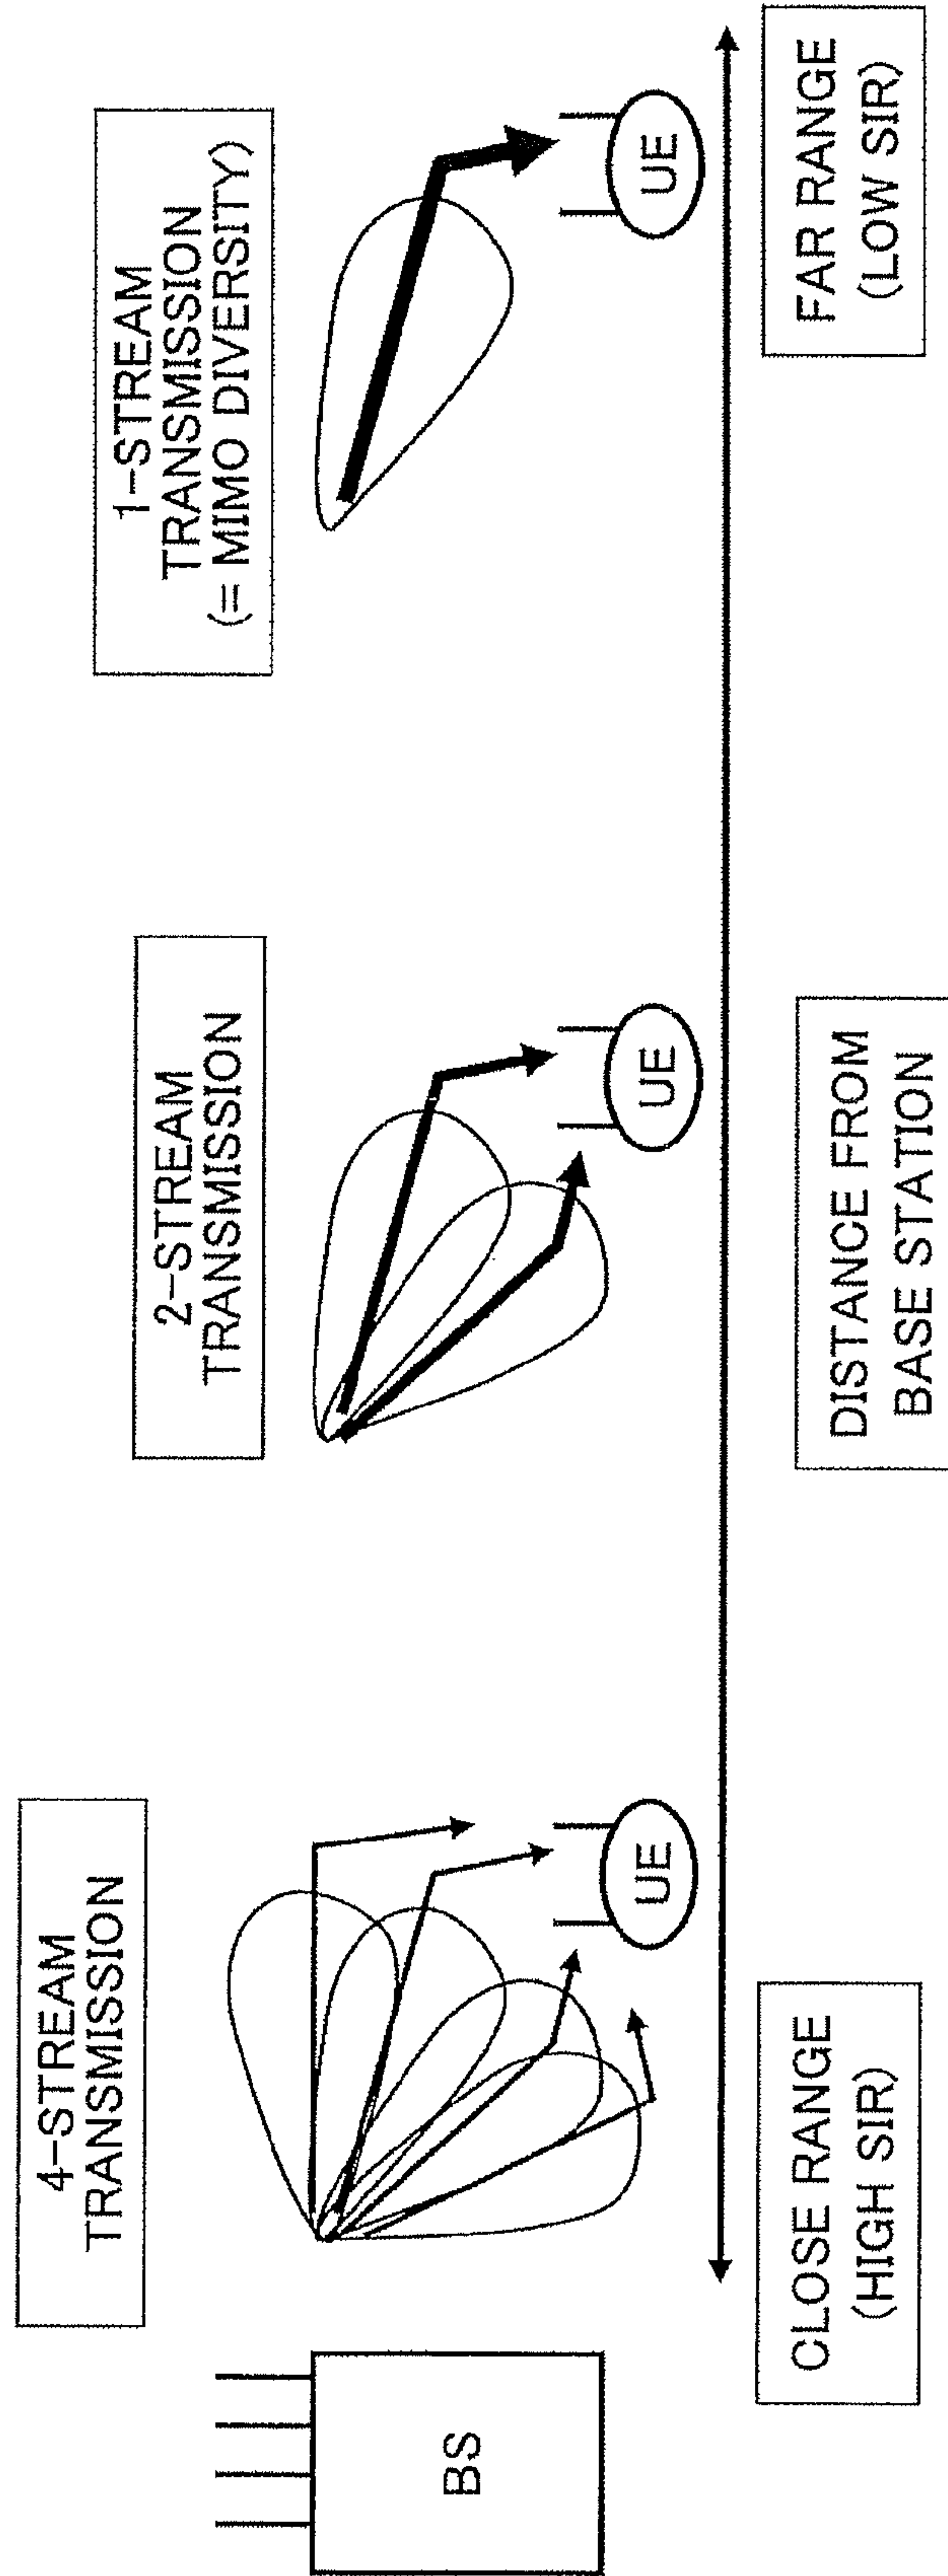 4-STREAM
TRANSMISSION
2-STREAM
TRANSMISSION
1-STREAM
TRANSMISSION
(= MIMO DIVERSITY)
BS
UE
UE
UE
CLOSE RANGE
(HIGH SIR)
DISTANCE FROM
BASE STATION
FAR RANGE
(LOW SIR)